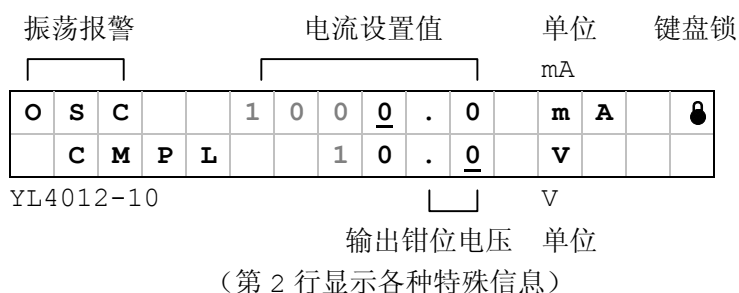 振荡报警 电流设置值 单位 键盘锁
mA
OSC 1000.0 mA
CMPL 10.0 V
YL4012-10 V
输出钳位电压 单位
(第 2 行显示各种特殊信息)